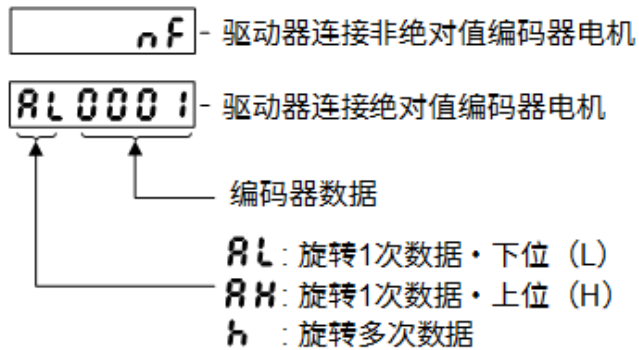 nF - 驱动器连接非绝对值编码器电机
AL0001 - 驱动器连接绝对值编码器电机
编码器数据
AL : 旋转1次数据・下位（L）
AH : 旋转1次数据・上位（H）
h : 旋转多次数据